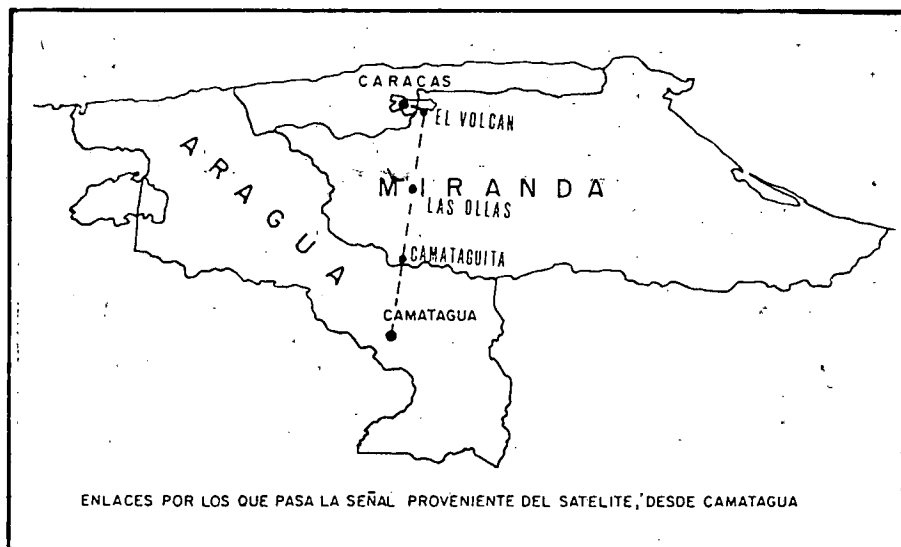 CARACAS
EL VOLCAN
ARAGUA
MIRANDA
LAS OLLAS
CAMATAGUITA
CAMATAGUA
ENLACES POR LOS QUE PASA LA SEÑAL PROVENIENTE DEL SATELITE, DESDE CAMATAGUA